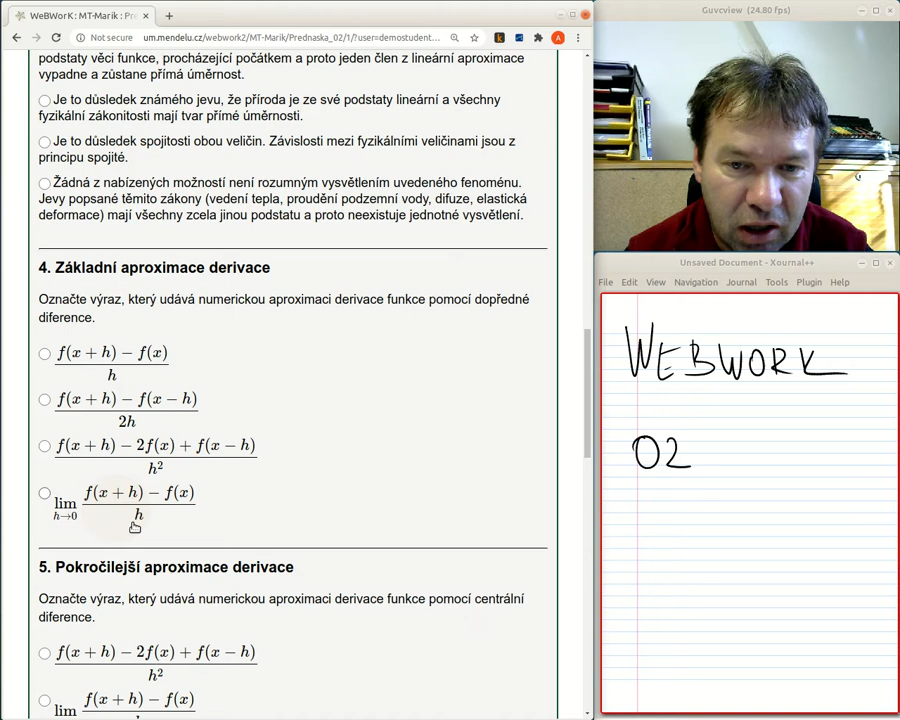 WeBWorK : MT-Marik : Pre
Guvcview (24.80 fps)
Not secure
um.mendelu.cz/webwork2/MT-Marik/Prednaska_02/1/?user=demostudent...
A
podstaty věci funkce, procházející počátkem a proto jeden člen z lineární aproximace
vypadne a zůstane přímá úměrnost.
Je to důsledek známého jevu, že příroda je ze své podstaty lineární a všechny
fyzikální zákonitosti mají tvar přímé úměrnosti.
Je to důsledek spojitosti obou veličin. Závislosti mezi fyzikálními veličinami jsou z
principu spojité.
Žádná z nabízených možností není rozumným vysvětlením uvedeného fenoménu.
Jevy popsané těmito zákony (vedení tepla, proudění podzemní vody, difuze, elastická
deformace) mají všechny zcela jinou podstatu a proto neexistuje jednotné vysvětlení.
4. Základní aproximace derivace
Označte výraz, který udává numerickou aproximaci derivace funkce pomocí dopředné
diference.
f(x + h) − f(x)
h
f(x + h) − f(x − h)
2h
f(x + h) − 2f(x) + f(x − h)
h²
lim h→0 f(x + h) − f(x)
h
5. Pokročilejší aproximace derivace
Označte výraz, který udává numerickou aproximaci derivace funkce pomocí centrální
diference.
f(x + h) − 2f(x) + f(x − h)
h²
lim f(x + h) − f(x)
Unsaved Document - Xournal++
File Edit View Navigation Journal Tools Plugin Help
WEBWORK
02